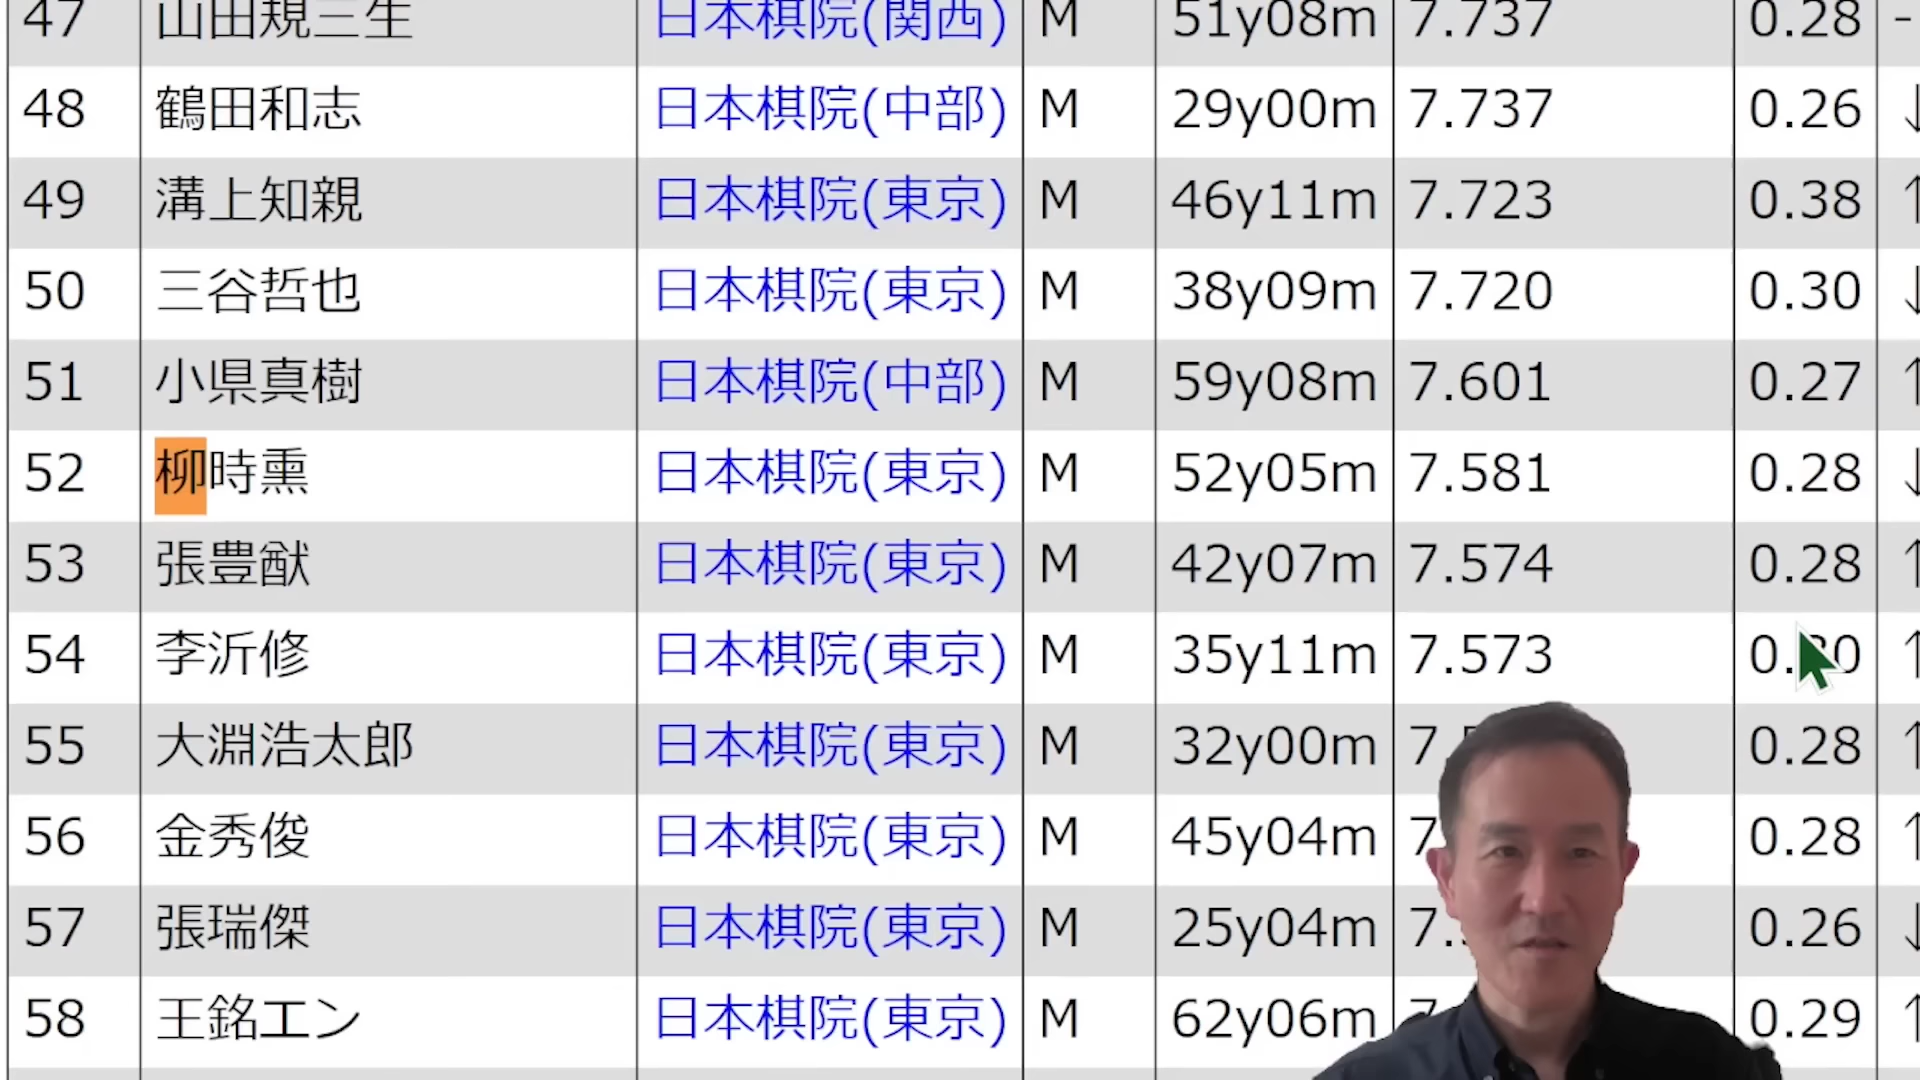 47 山田規三生 日本棋院(関西) M 51y08m 7.737 0.28 -
48 鶴田和志 日本棋院(中部) M 29y00m 7.737 0.26 ↓
49 溝上知親 日本棋院(東京) M 46y11m 7.723 0.38 ↑
50 三谷哲也 日本棋院(東京) M 38y09m 7.720 0.30 ↓
51 小県真樹 日本棋院(中部) M 59y08m 7.601 0.27 ↑
52 柳時熏 日本棋院(東京) M 52y05m 7.581 0.28 ↓
53 張豊猷 日本棋院(東京) M 42y07m 7.574 0.28 ↑
54 李沂修 日本棋院(東京) M 35y11m 7.573 ↑
55 大淵浩太郎 日本棋院(東京) M 32y00m 0.28 ↑
56 金秀俊 日本棋院(東京) M 45y04m 0.28 ↑
57 張瑞傑 日本棋院(東京) M 25y04m 0.26 ↓
58 王銘エン 日本棋院(東京) M 62y06m 0.29 ↑